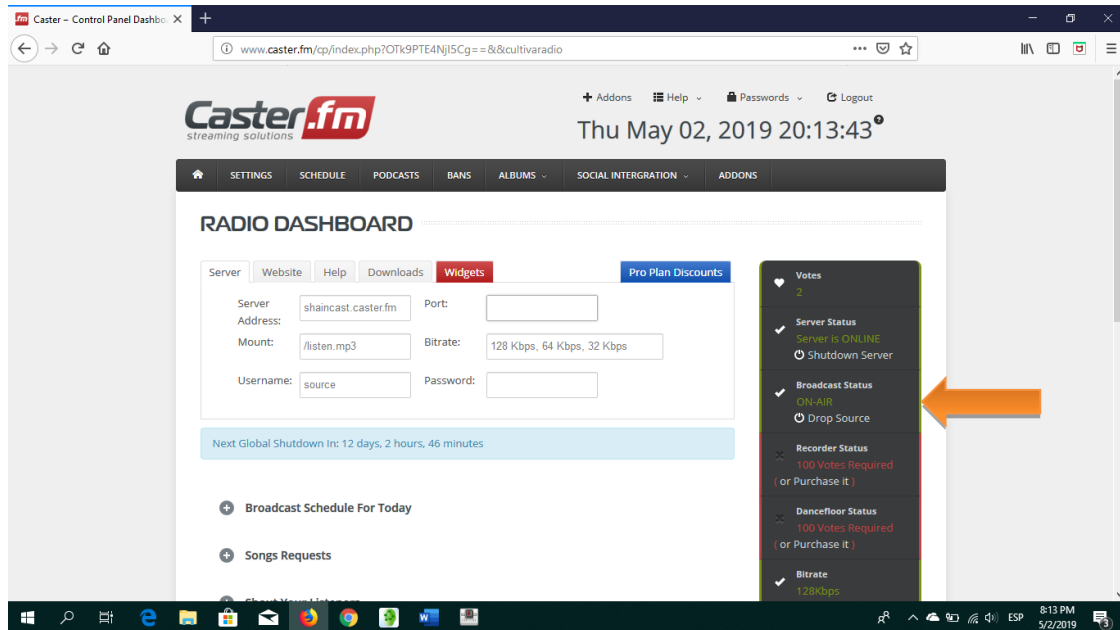 Caster – Control Panel Dashbo
www.caster.fm/cp/index.php?OTk9PTE4NjI5Cg==&&cultivaradio
Caster.fm
streaming solutions
Addons Help Passwords Logout
Thu May 02, 2019 20:13:43
SETTINGS SCHEDULE PODCASTS BANS ALBUMS SOCIAL INTERGRATION ADDONS
RADIO DASHBOARD
Server Website Help Downloads Widgets Pro Plan Discounts
Server Address: shaincast.caster.fm Port:
Mount: /listen.mp3 Bitrate: 128 Kbps, 64 Kbps, 32 Kbps
Username: source Password:
Next Global Shutdown In: 12 days, 2 hours, 46 minutes
Broadcast Schedule For Today
Songs Requests
Shout Your Listeners
Votes
2
Server Status
Server is ONLINE
Shutdown Server
Broadcast Status
ON-AIR
Drop Source
Recorder Status
100 Votes Required
( or Purchase it )
Dancefloor Status
100 Votes Required
( or Purchase it )
Bitrate
128Kbps
ESP
8:13 PM
5/2/2019
3